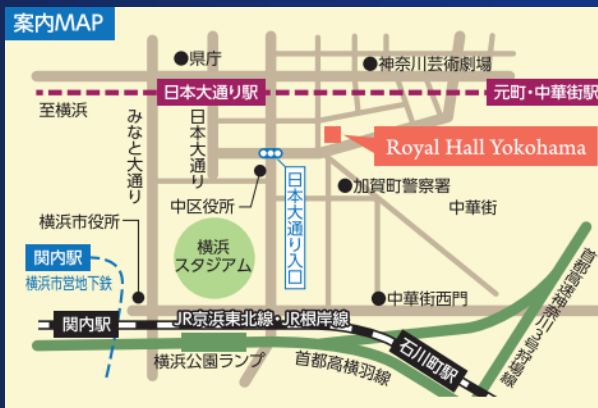 案内MAP
県庁
神奈川芸術劇場
日本大通り駅
元町・中華街駅
至横浜
みなと大通り
日本大通り
Royal Hall Yokohama
日本大通り入口
中区役所
加賀町警察署
中華街
横浜市役所
横浜
スタジアム
関内駅
横浜市営地下鉄
首都高速神奈川3号狩場線
中華街西門
関内駅
JR京浜東北線・JR根岸線
石川町駅
横浜公園ランプ
首都高横羽線